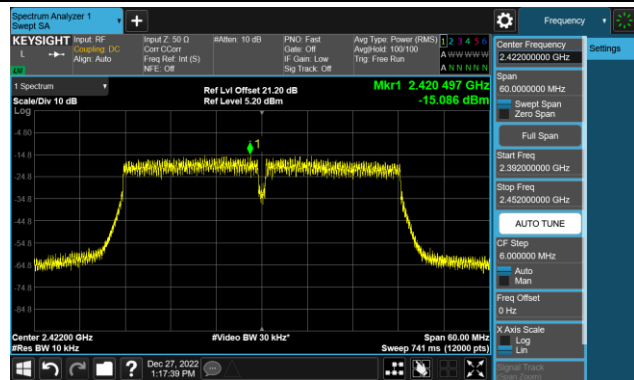 Spectrum Analyzer 1
Swept SA
+
Frequency
KEYSIGHT
L
Input: RF
Coupling: DC
Align: Auto
Input Z: 50 Ω
Corr CCorr
Freq Ref: Int (S)
NFE: Off
#Atten: 10 dB
PNO: Fast
Gate: Off
IF Gain: Low
Sig Track: Off
Avg Type: Power (RMS)
Avg|Hold: 100/100
Trig: Free Run
1 2 3 4 5 6
A W W W W W
A N N N N N
1 Spectrum
Scale/Div 10 dB
Log
Ref Lvl Offset 21.20 dB
Ref Level 5.20 dBm
Mkr1 2.420 497 GHz
-15.086 dBm
1
-4.80
-14.8
-24.8
-34.8
-44.8
-54.8
-64.8
-74.8
-84.8
Center 2.42200 GHz
#Res BW 10 kHz
#Video BW 30 kHz*
Span 60.00 MHz
Sweep 741 ms (12000 pts)
Center Frequency
2.422000000 GHz
Settings
Span
60.0000000 MHz
Swept Span
Zero Span
Full Span
Start Freq
2.392000000 GHz
Stop Freq
2.452000000 GHz
AUTO TUNE
CF Step
6.000000 MHz
Auto
Man
Freq Offset
0 Hz
X Axis Scale
Log
Lin
Signal Track
(Span Zoom)
?
Dec 27, 2022
1:17:39 PM